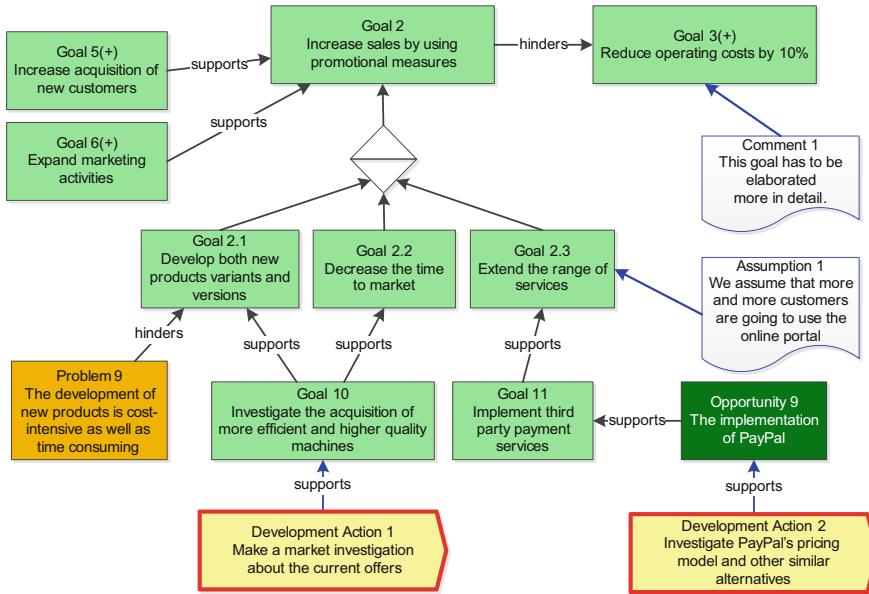 Goal 5(+)
Increase acquisition of
new customers
supports
Goal 2
Increase sales by using
promotional measures
hinders
Goal 3(+)
Reduce operating costs by 10%
Goal 6(+)
Expand marketing
activities
supports
Comment 1
This goal has to be
elaborated
more in detail.
Goal 2.1
Develop both new
products variants and
versions
Goal 2.2
Decrease the time
to market
Goal 2.3
Extend the range of
services
Assumption 1
We assume that more
and more customers
are going to use the
online portal
hinders
supports
supports
supports
Problem 9
The development of
new products is cost-
intensive as well as
time consuming
Goal 10
Investigate the acquisition of
more efficient and higher quality
machines
Goal 11
Implement third
party payment
services
supports
Opportunity 9
The implementation
of PayPal
supports
supports
Development Action 1
Make a market investigation
about the current offers
Development Action 2
Investigate PayPal's pricing
model and other similar
alternatives